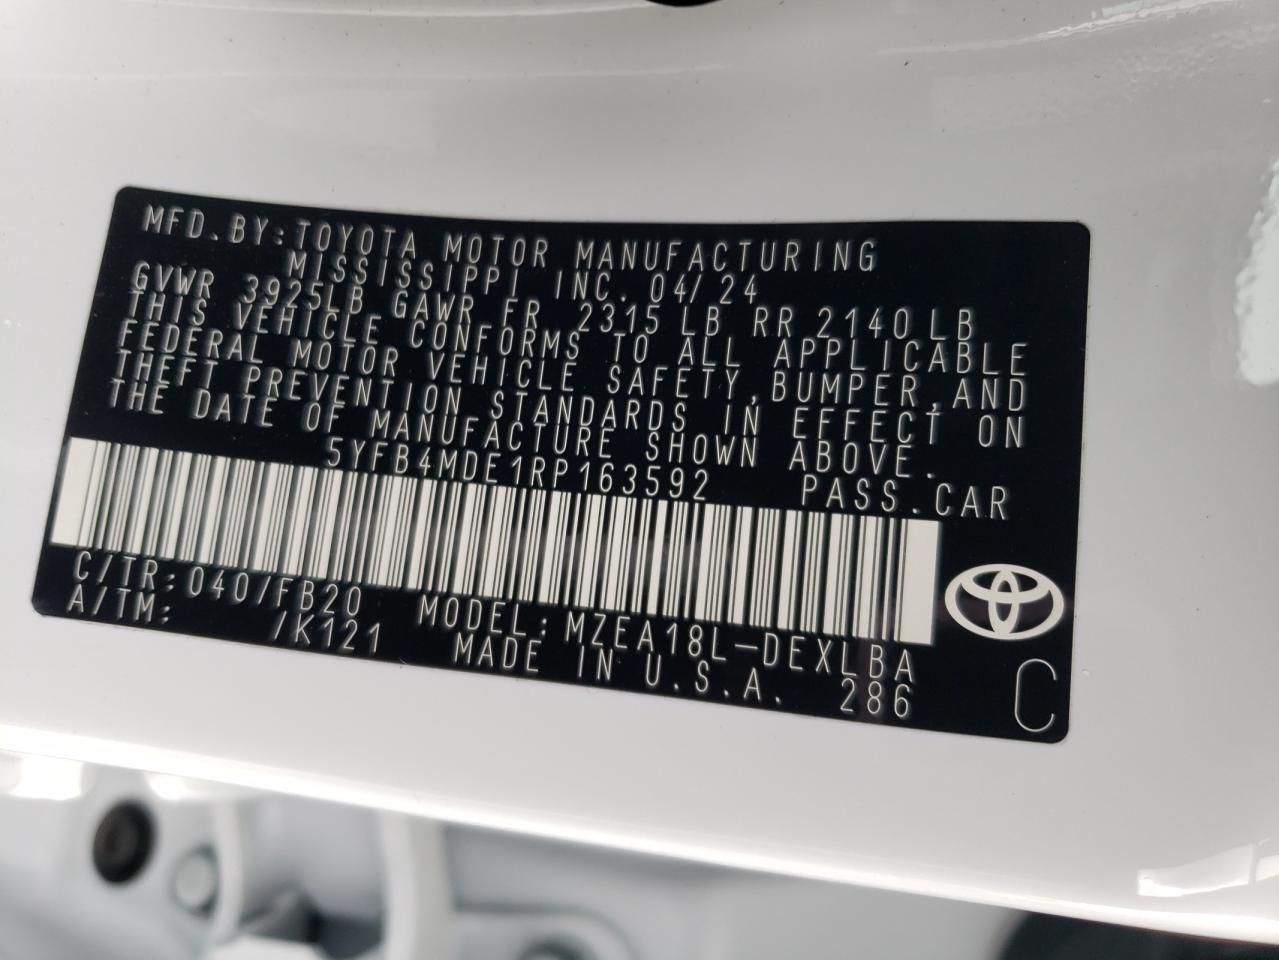 MFD.BY:TOYOTA MOTOR MANUFACTURING
MISSISSIPPI INC. 04/24
GVWR 3925LB GAWR FR 2315 LB RR 2140LB
THIS VEHICLE CONFORMS TO ALL APPLICABLE
FEDERAL MOTOR VEHICLE SAFETY,BUMPER,AND
THEFT PREVENTION STANDARDS IN EFFECT ON
THE DATE OF MANUFACTURE SHOWN ABOVE.
5YFB4MDE1RP163592 PASS.CAR
C/TR:040/FB20 MODEL:MZEA18L-DEXLBA
A/TM: /K121 MADE IN U.S.A. 286
C